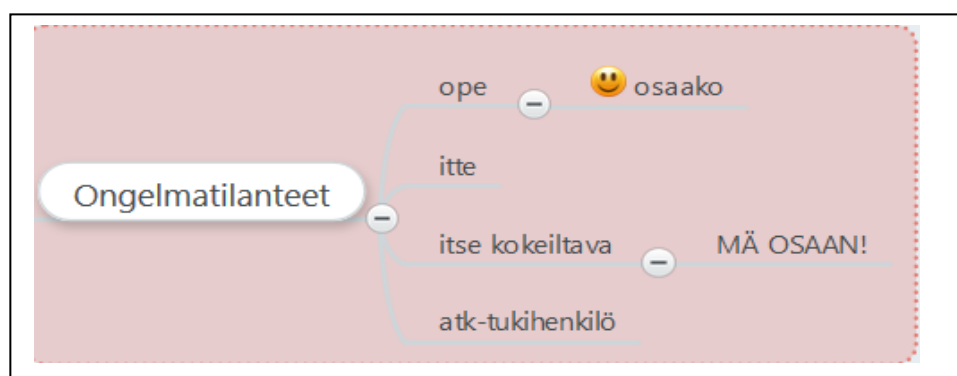 ope
osaako
itte
Ongelmatilanteet
itse kokeiltava
MÄ OSAAN!
atk-tukihenkilö